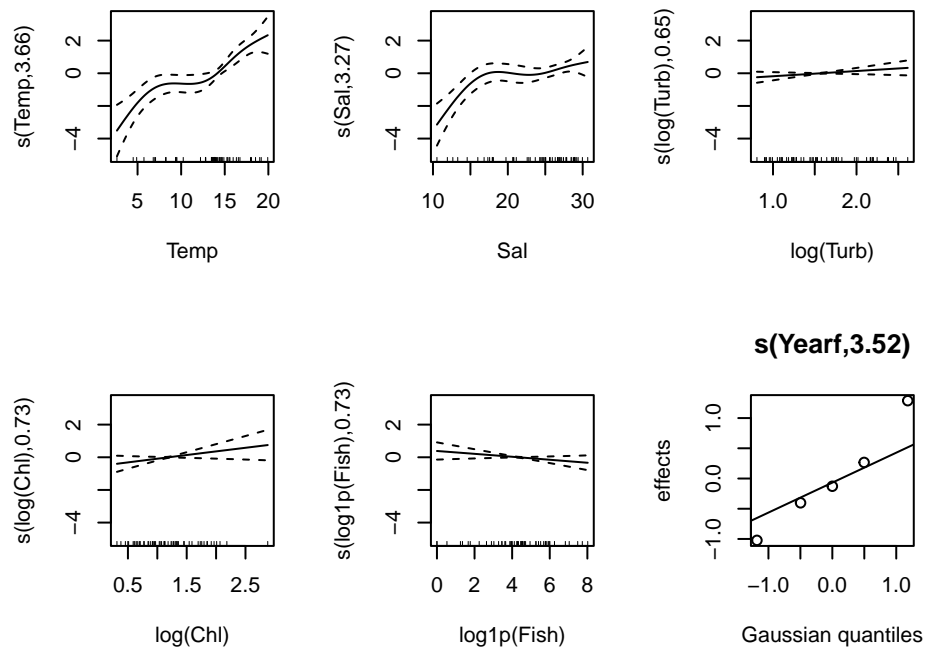 s(Temp,3.66)
2
0
−4
5
10
15
20
Temp
s(Sal,3.27)
2
0
−4
10
20
30
Sal
s(log(Turb),0.65)
2
0
−4
1.0
2.0
log(Turb)
s(log(Chl),0.73)
2
0
−4
0.5
1.5
2.5
log(Chl)
s(log1p(Fish),0.73)
2
0
−4
0
2
4
6
8
log1p(Fish)
s(Yearf,3.52)
effects
1.0
0.0
−1.0
−1.0
0.0
1.0
Gaussian quantiles